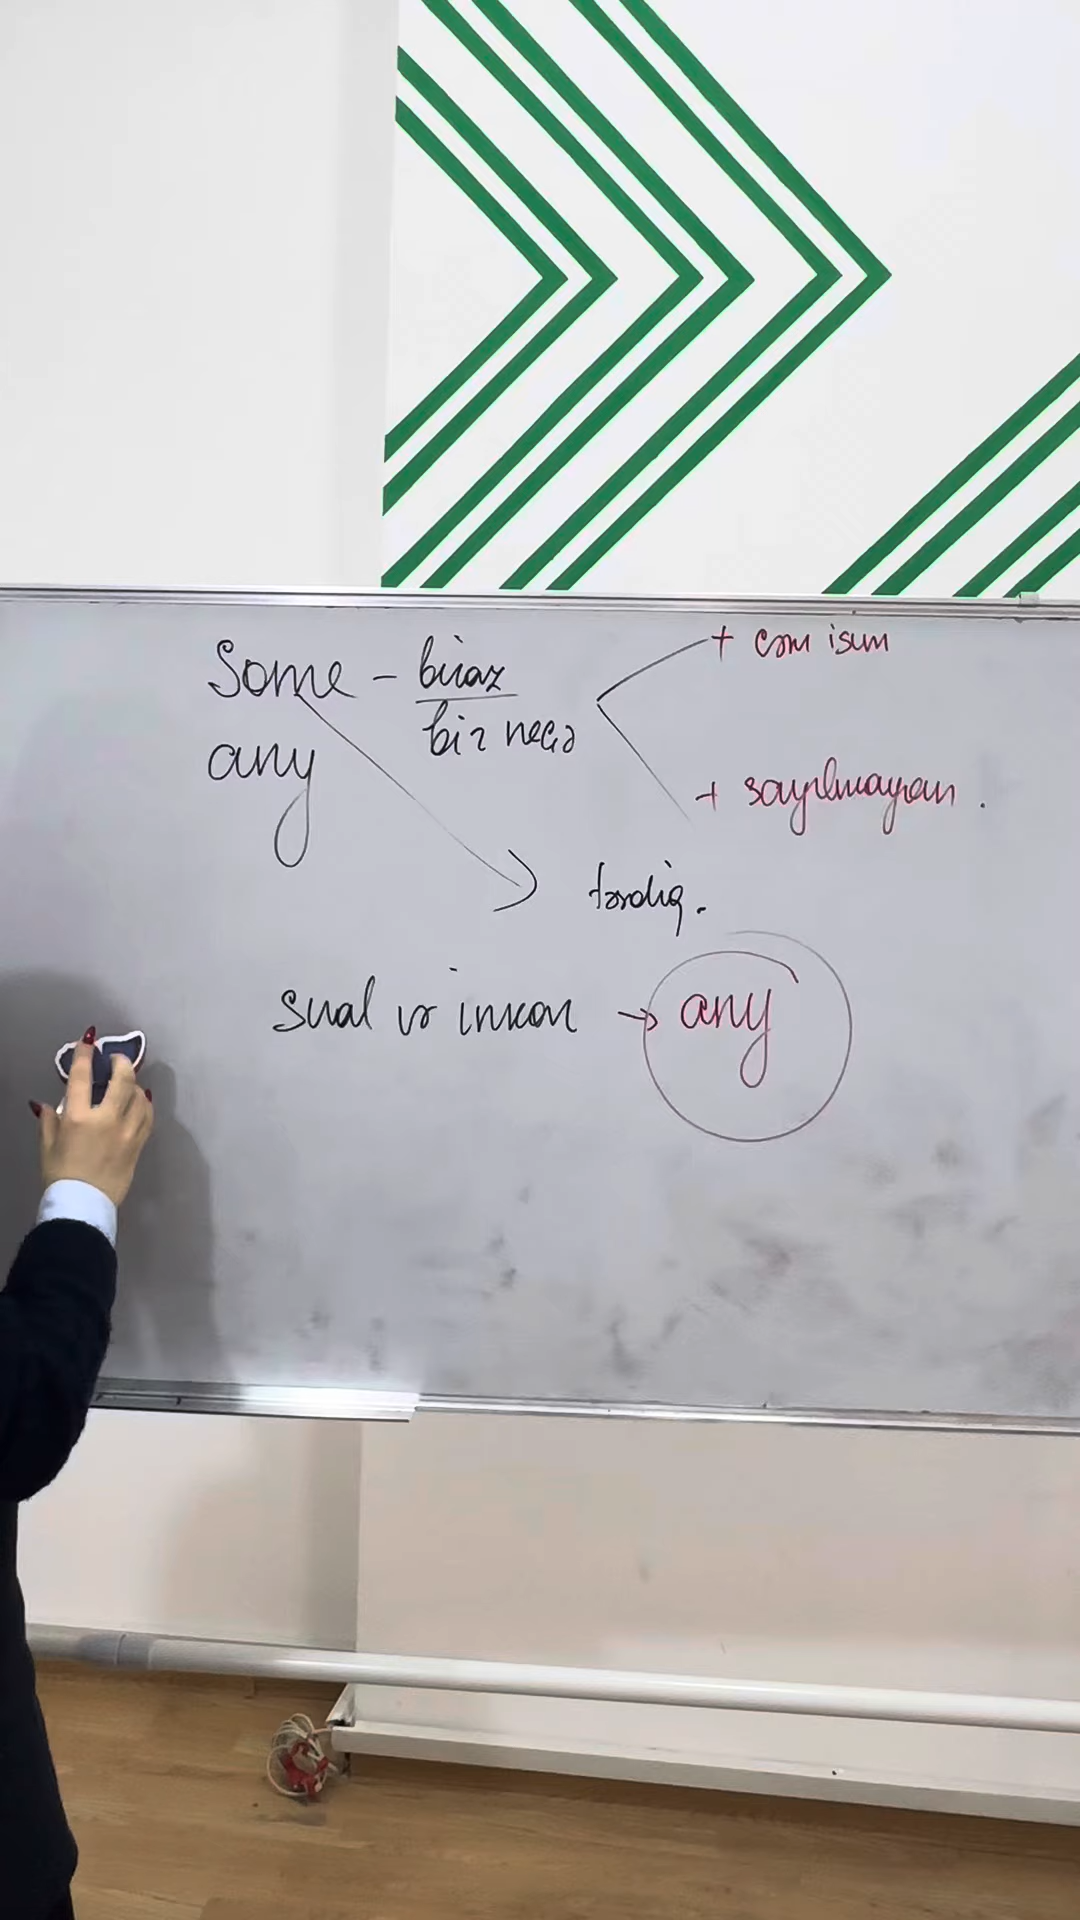 Some – biraz
bir neçə
any
+ cəm isim
+ sayılmayan.
təsdiq.
sual və inkar → any